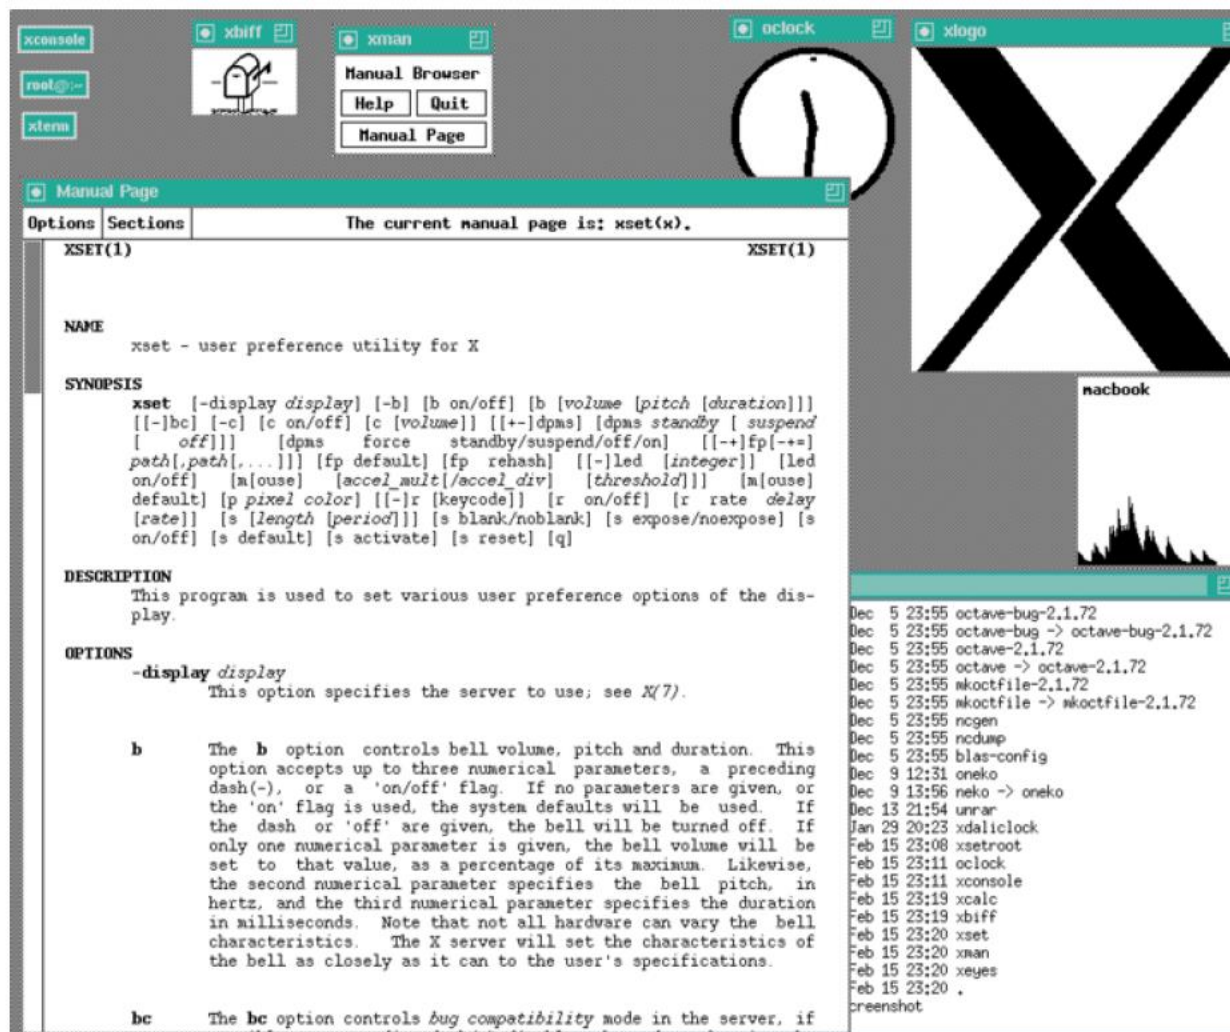 xconsole
root@:~
xterm
xbiff
xman
Manual Browser
Help Quit
Manual Page
oclock
xlogo
Manual Page
Options Sections The current manual page is: xset(x).
XSET(1) XSET(1)
NAME
xset - user preference utility for X
SYNOPSIS
xset [-display display] [-b] [b on/off] [b [volume [pitch [duration]]]
[[-]bc] [-c] [c on/off] [c [volume]] [[+-]dpms] [dpms standby [ suspend
[ off]]] [dpms force standby/suspend/off/on] [[-+]fp[-+=]
path[,path[,...]]] [fp default] [fp rehash] [[-]led [integer]] [led
on/off] [m[ouse] [accel_mult[/accel_div] [threshold]]] [m[ouse]
default] [p pixel color] [[-]r [keycode]] [r on/off] [r rate delay
[rate]] [s [length [period]]] [s blank/noblank] [s expose/noexpose] [s
on/off] [s default] [s activate] [s reset] [q]
DESCRIPTION
This program is used to set various user preference options of the dis-
play.
OPTIONS
-display display
This option specifies the server to use; see X(7).
b The b option controls bell volume, pitch and duration. This
option accepts up to three numerical parameters, a preceding
dash(-), or a 'on/off' flag. If no parameters are given, or
the 'on' flag is used, the system defaults will be used. If
the dash or 'off' are given, the bell will be turned off. If
only one numerical parameter is given, the bell volume will be
set to that value, as a percentage of its maximum. Likewise,
the second numerical parameter specifies the bell pitch, in
hertz, and the third numerical parameter specifies the duration
in milliseconds. Note that not all hardware can vary the bell
characteristics. The X server will set the characteristics of
the bell as closely as it can to the user's specifications.
bc The bc option controls bug compatibility mode in the server, if
macbook
Dec 5 23:55 octave-bug-2.1.72
Dec 5 23:55 octave-bug -> octave-bug-2.1.72
Dec 5 23:55 octave-2.1.72
Dec 5 23:55 octave -> octave-2.1.72
Dec 5 23:55 mkoctfile-2.1.72
Dec 5 23:55 mkoctfile -> mkoctfile-2.1.72
Dec 5 23:55 ncgen
Dec 5 23:55 ncdump
Dec 5 23:55 blas-config
Dec 9 12:31 oneko
Dec 9 13:56 neko -> oneko
Dec 13 21:54 unrar
Jan 29 20:23 xdaliclock
Feb 15 23:08 xsetroot
Feb 15 23:11 oclock
Feb 15 23:11 xconsole
Feb 15 23:19 xcalc
Feb 15 23:19 xbiff
Feb 15 23:20 xset
Feb 15 23:20 xman
Feb 15 23:20 xeyes
Feb 15 23:20 .
creenshot